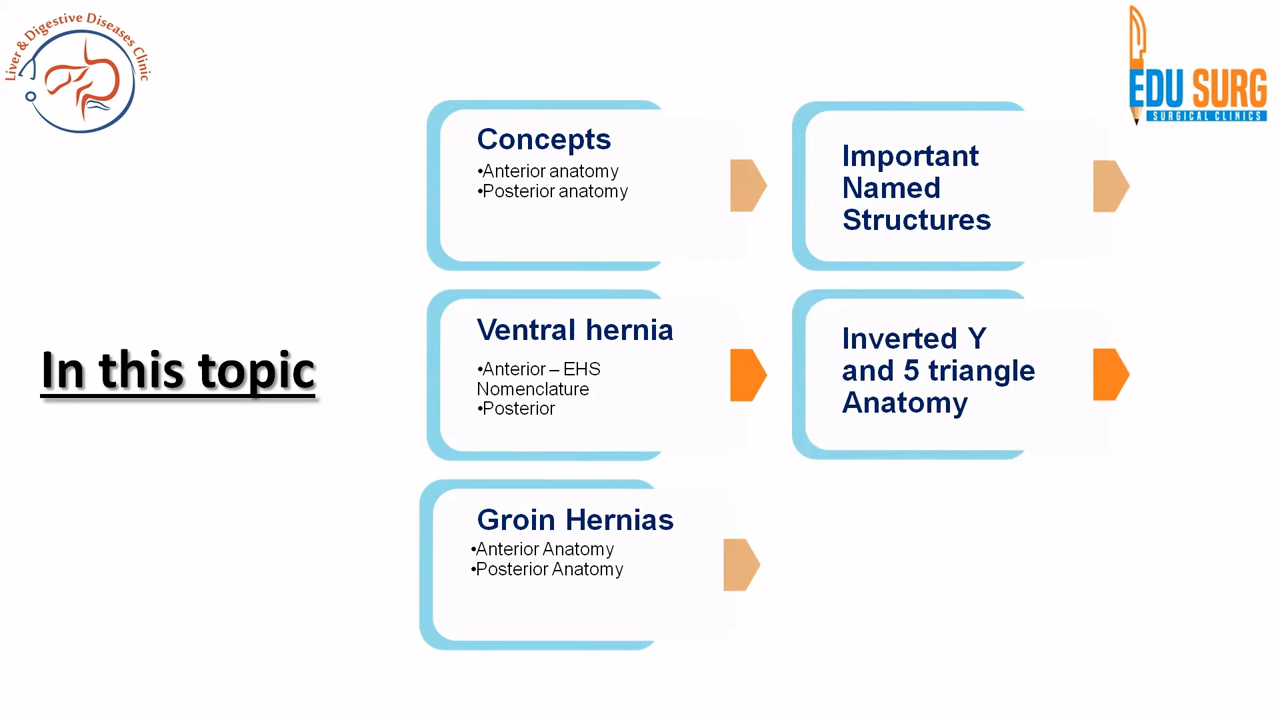 Liver & Digestive Diseases Clinic
EDU SURG
SURGICAL CLINICS
In this topic
Concepts
•Anterior anatomy
•Posterior anatomy
Important
Named
Structures
Ventral hernia
•Anterior – EHS
Nomenclature
•Posterior
Inverted Y
and 5 triangle
Anatomy
Groin Hernias
•Anterior Anatomy
•Posterior Anatomy